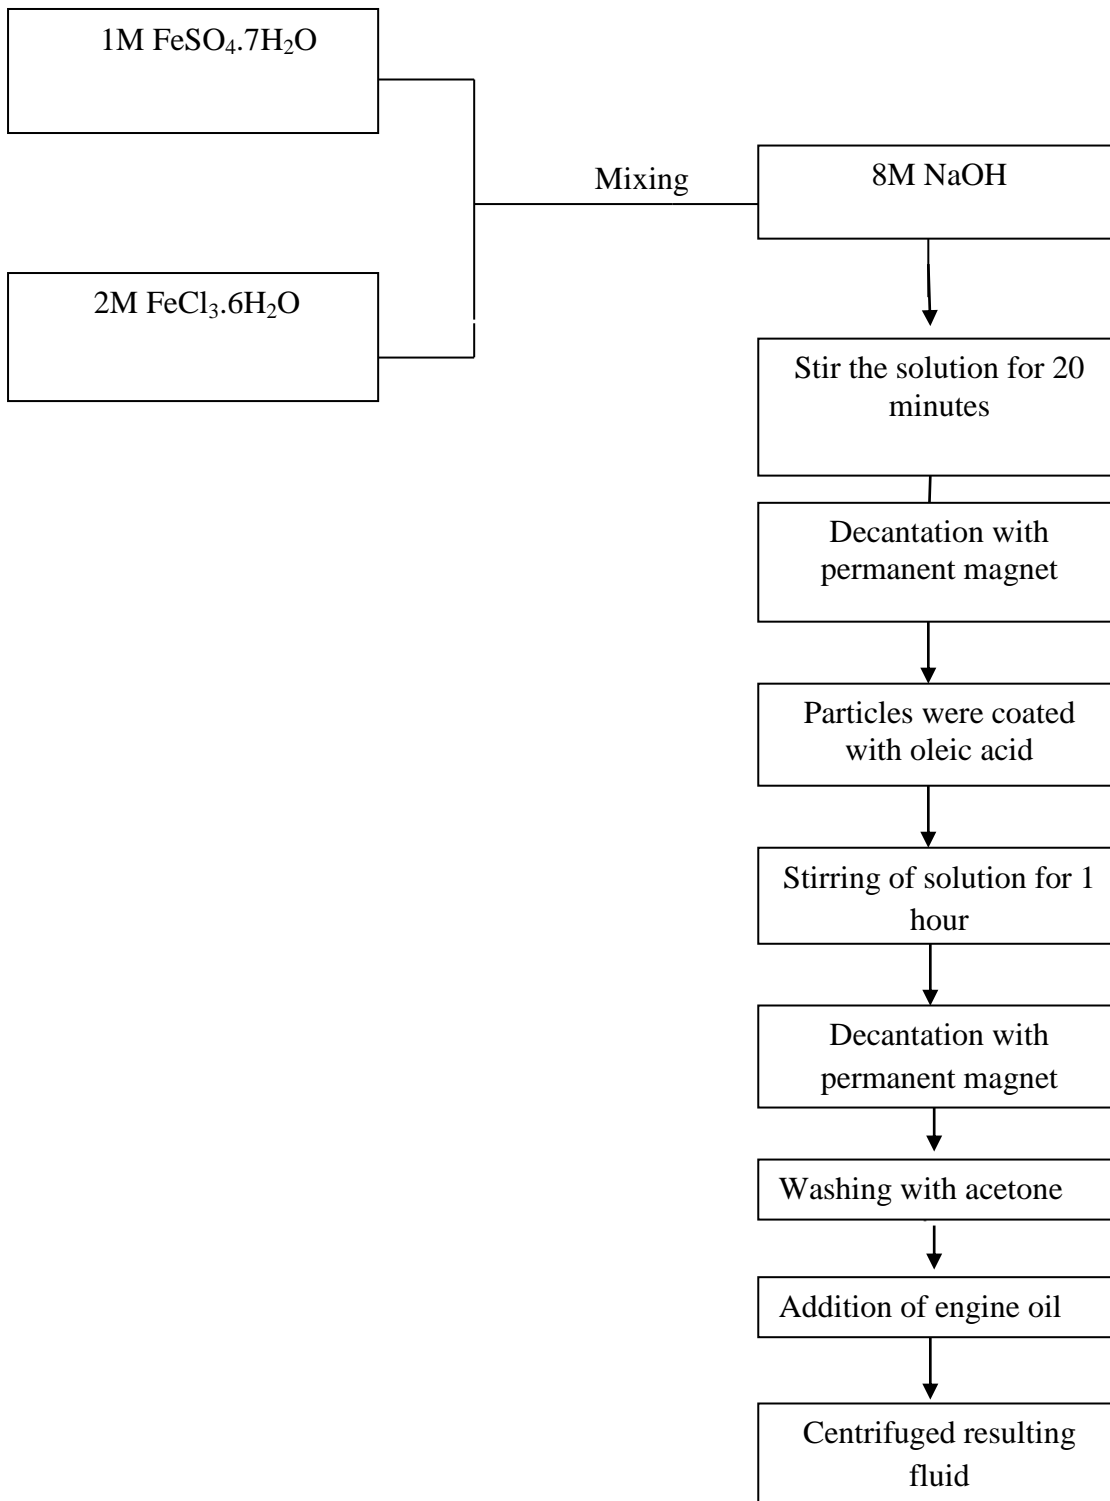 1M FeSO₄.7H₂O
Mixing
8M NaOH
2M FeCl₃.6H₂O
Stir the solution for 20
minutes
Decantation with
permanent magnet
Particles were coated
with oleic acid
Stirring of solution for 1
hour
Decantation with
permanent magnet
Washing with acetone
Addition of engine oil
Centrifuged resulting
fluid